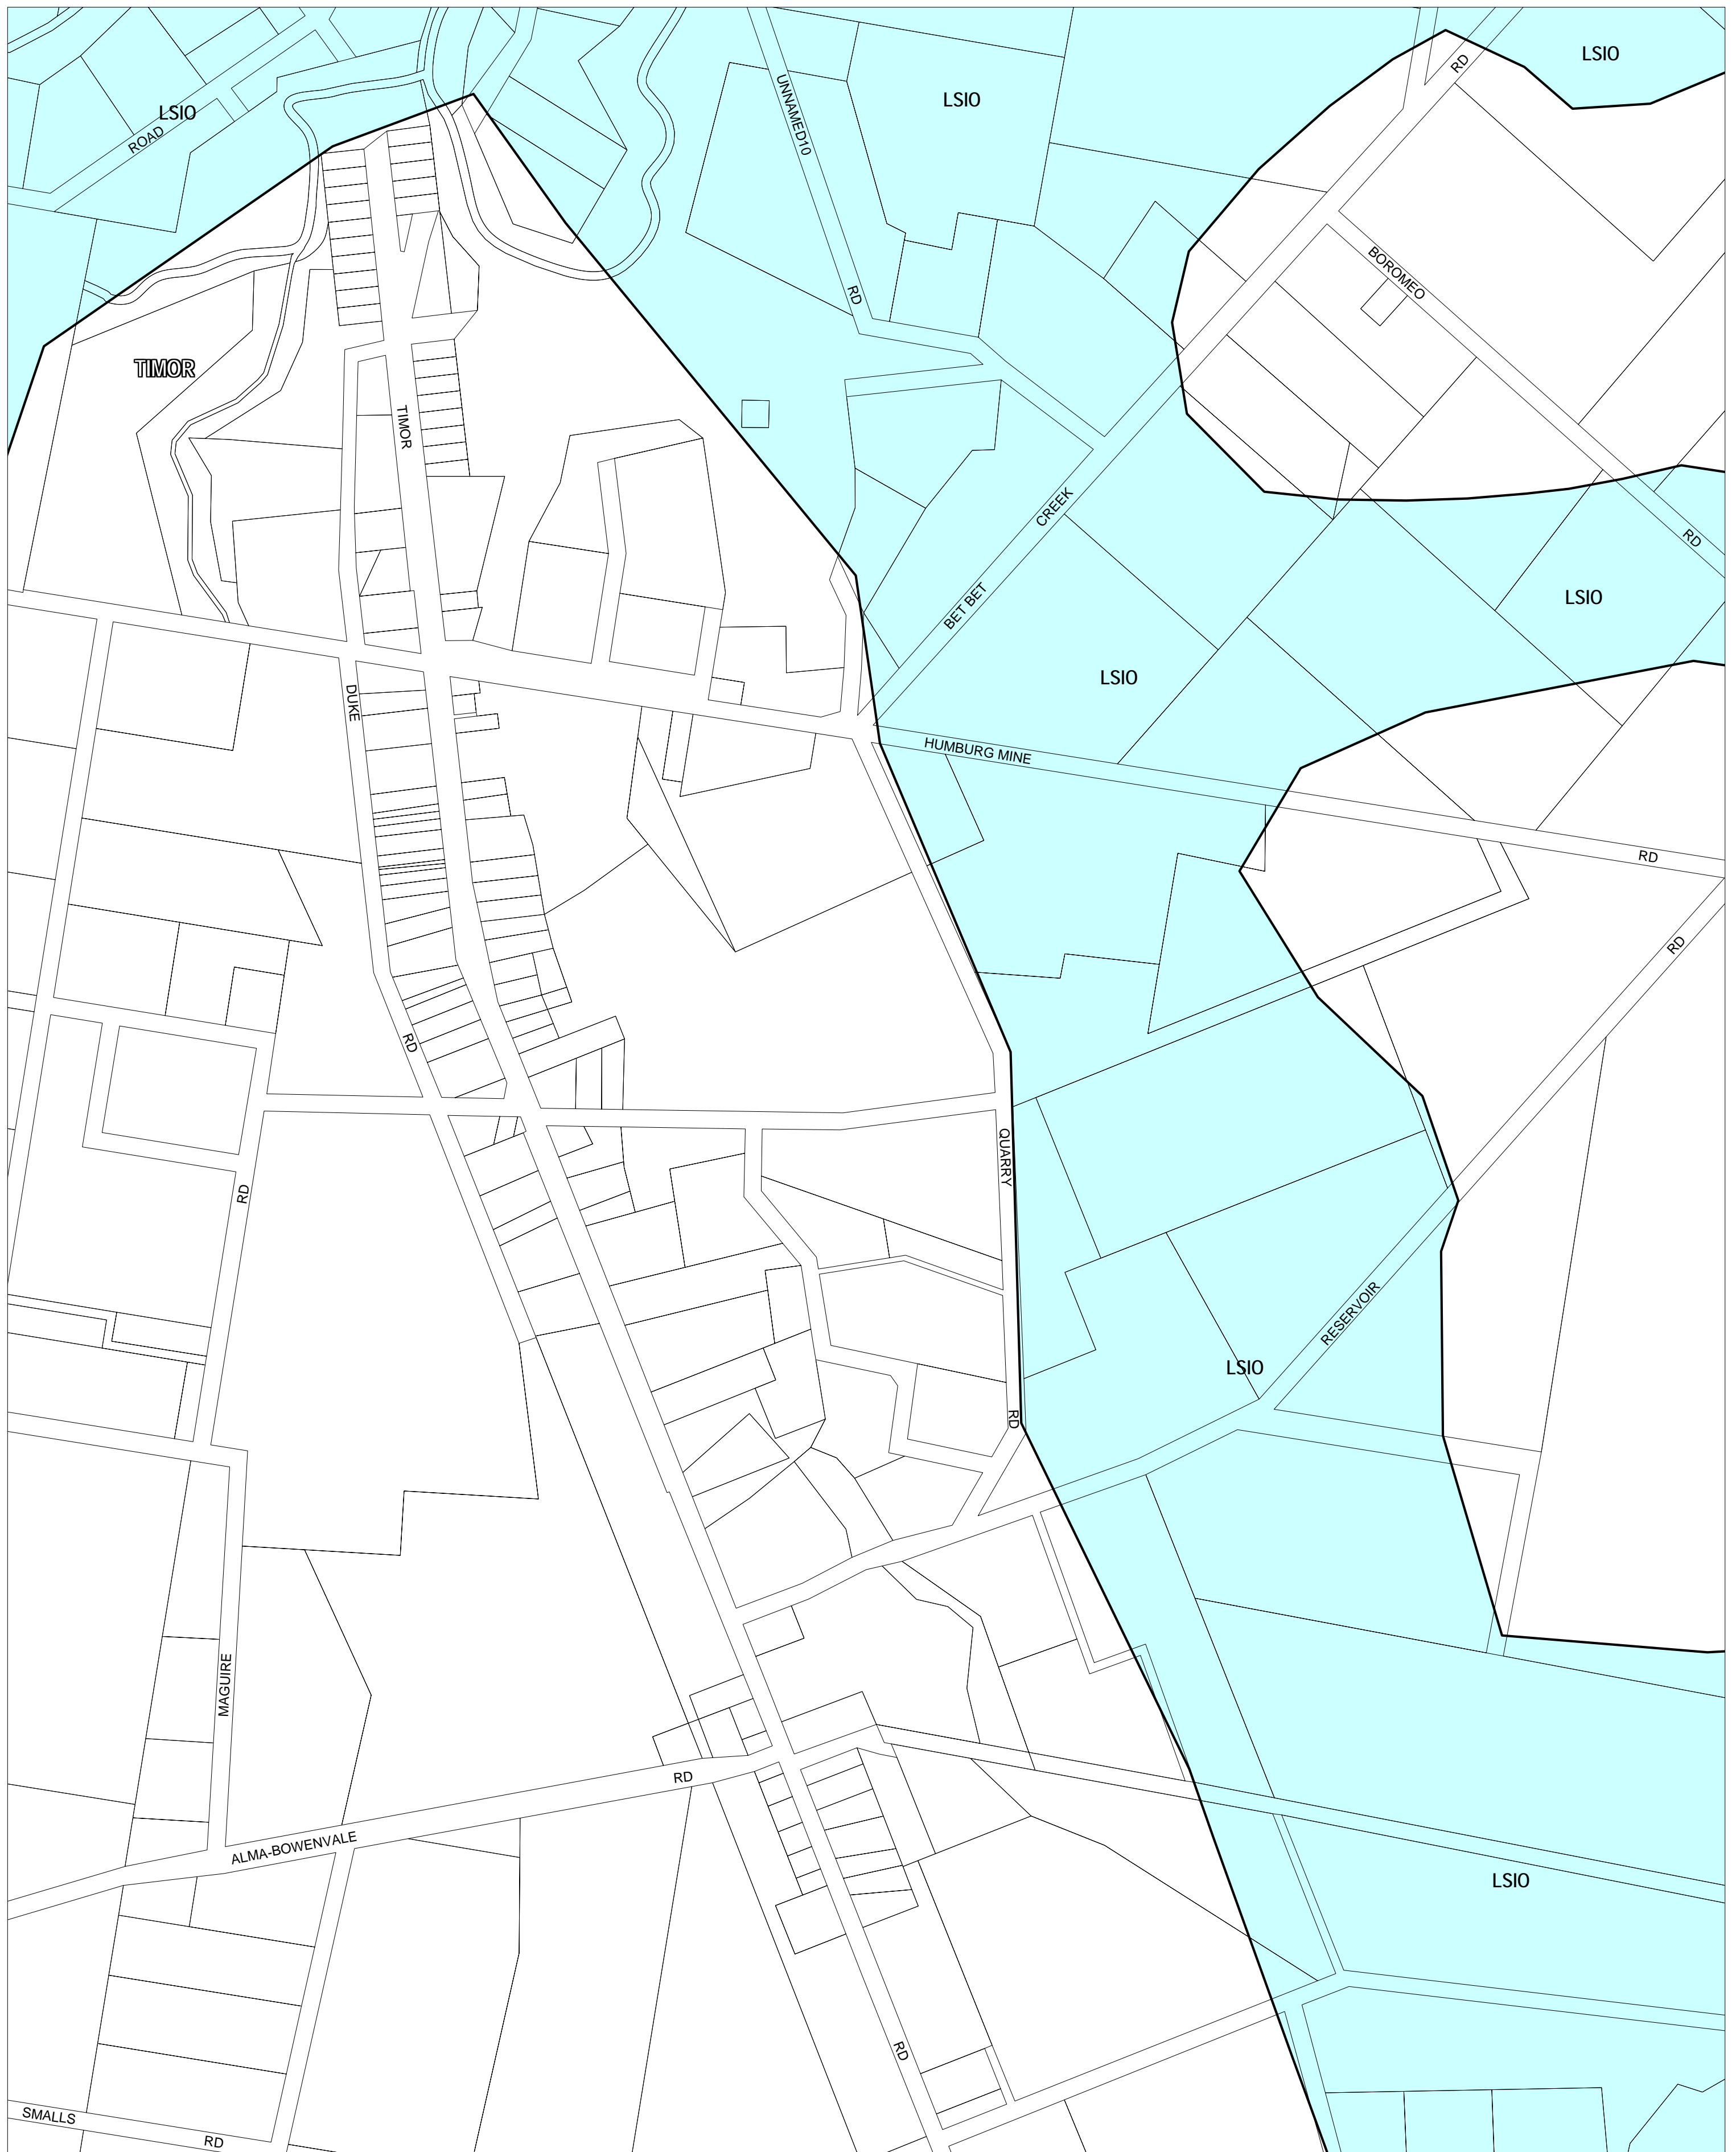 LSIO
RD
LSIO
UNNAMED10
LSIO
ROAD
BOROMEO
RD
TIMOR
TIMOR
CREEK
RD
BET BET
LSIO
LSIO
DUKE
HUMBURG MINE
RD
RD
RD
QUARRY
RD
RESERVOIR
LSIO
RD
MAGUIRE
RD
ALMA-BOWENVALE
LSIO
RD
SMALLS
RD